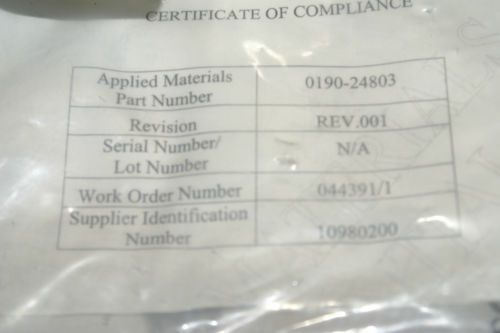 CERTIFICATE OF COMPLIANCE
Applied Materials
Part Number
0190-24803
Revision
REV.001
Serial Number/
Lot Number
N/A
Work Order Number
044391/1
Supplier Identification
Number
10980200